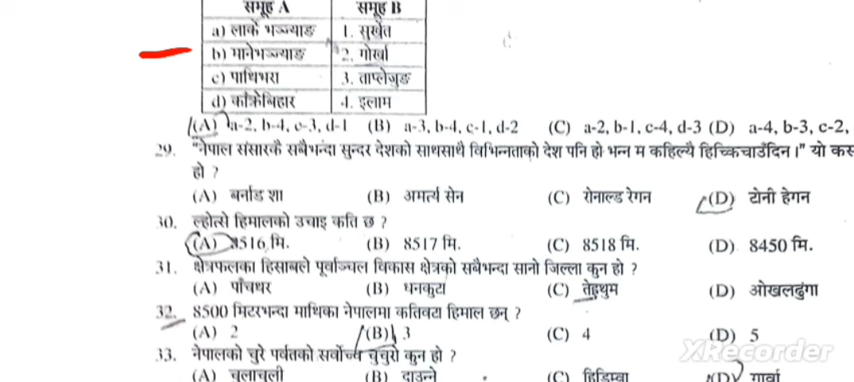 समूह A समूह B
a) लार्के भञ्ज्याङ 1. सुर्खेत
b) मानेभञ्ज्याङ 2. गोर्खा
c) पाथिभरा 3. ताप्लेजुङ
d) काँक्रेबिहार 4. इलाम
(A) a-2, b-4, c-3, d-1 (B) a-3, b-4, c-1, d-2 (C) a-2, b-1, c-4, d-3 (D) a-4, b-3, c-2,
29. "नेपाल संसारकै सबैभन्दा सुन्दर देशको साथसाथै विभिन्नताको देश पनि हो भन्न म कहिल्यै हिच्किचाउँदिन।" यो कस
हो ?
(A) बर्नाड शा (B) अमर्त्य सेन (C) रोनाल्ड रेगन (D) टोनी हेगन
30. ल्होत्से हिमालको उचाइ कति छ ?
(A) 8516 मि. (B) 8517 मि. (C) 8518 मि. (D) 8450 मि.
31. क्षेत्रफलका हिसाबले पूर्वाञ्चल विकास क्षेत्रको सबैभन्दा सानो जिल्ला कुन हो ?
(A) पाँचथर (B) धनकुटा (C) तेह्रथुम (D) ओखलढुंगा
32. 8500 मिटरभन्दा माथिका नेपालमा कतिवटा हिमाल छन् ?
(A) 2 (B) 3 (C) 4 (D) 5
XRecorder
33. नेपालको चुरे पर्वतको सर्वोच्च चुचुरो कुन हो ?
(A) चुलाचुली (B) दाउन्ने (C) हिडिम्बा (D) गार्वा